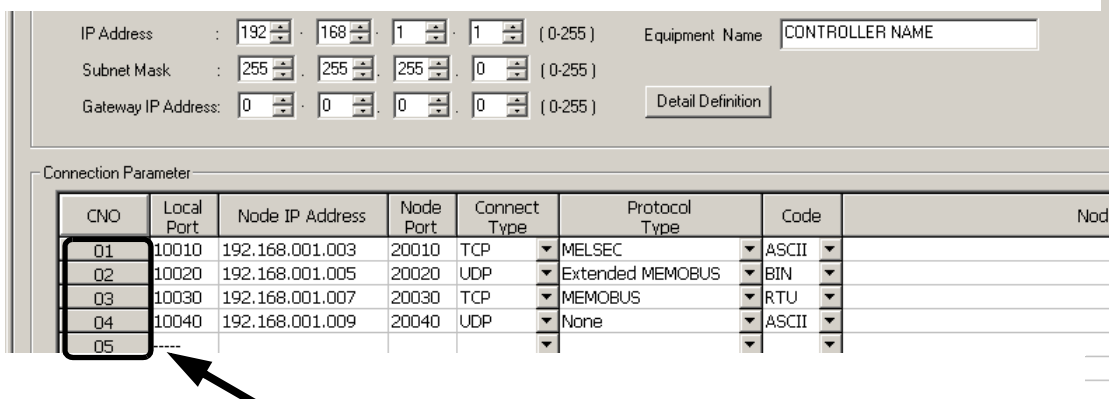 IP Address : 192 . 168 . 1 . 1 (0-255) Equipment Name CONTROLLER NAME
Subnet Mask : 255 . 255 . 255 . 0 (0-255)
Gateway IP Address: 0 . 0 . 0 . 0 (0-255) Detail Definition
Connection Parameter
CNO Local Port Node IP Address Node Port Connect Type Protocol Type Code Nod
01 10010 192.168.001.003 20010 TCP MELSEC ASCII
02 10020 192.168.001.005 20020 UDP Extended MEMOBUS BIN
03 10030 192.168.001.007 20030 TCP MEMOBUS RTU
04 10040 192.168.001.009 20040 UDP None ASCII
05 -----